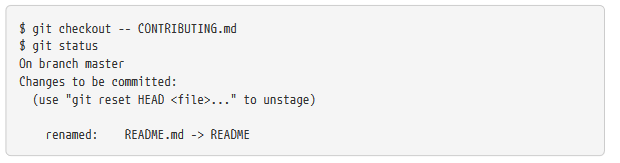 $ git checkout -- CONTRIBUTING.md
$ git status
On branch master
Changes to be committed:
  (use "git reset HEAD <file>..." to unstage)

    renamed:    README.md -> README